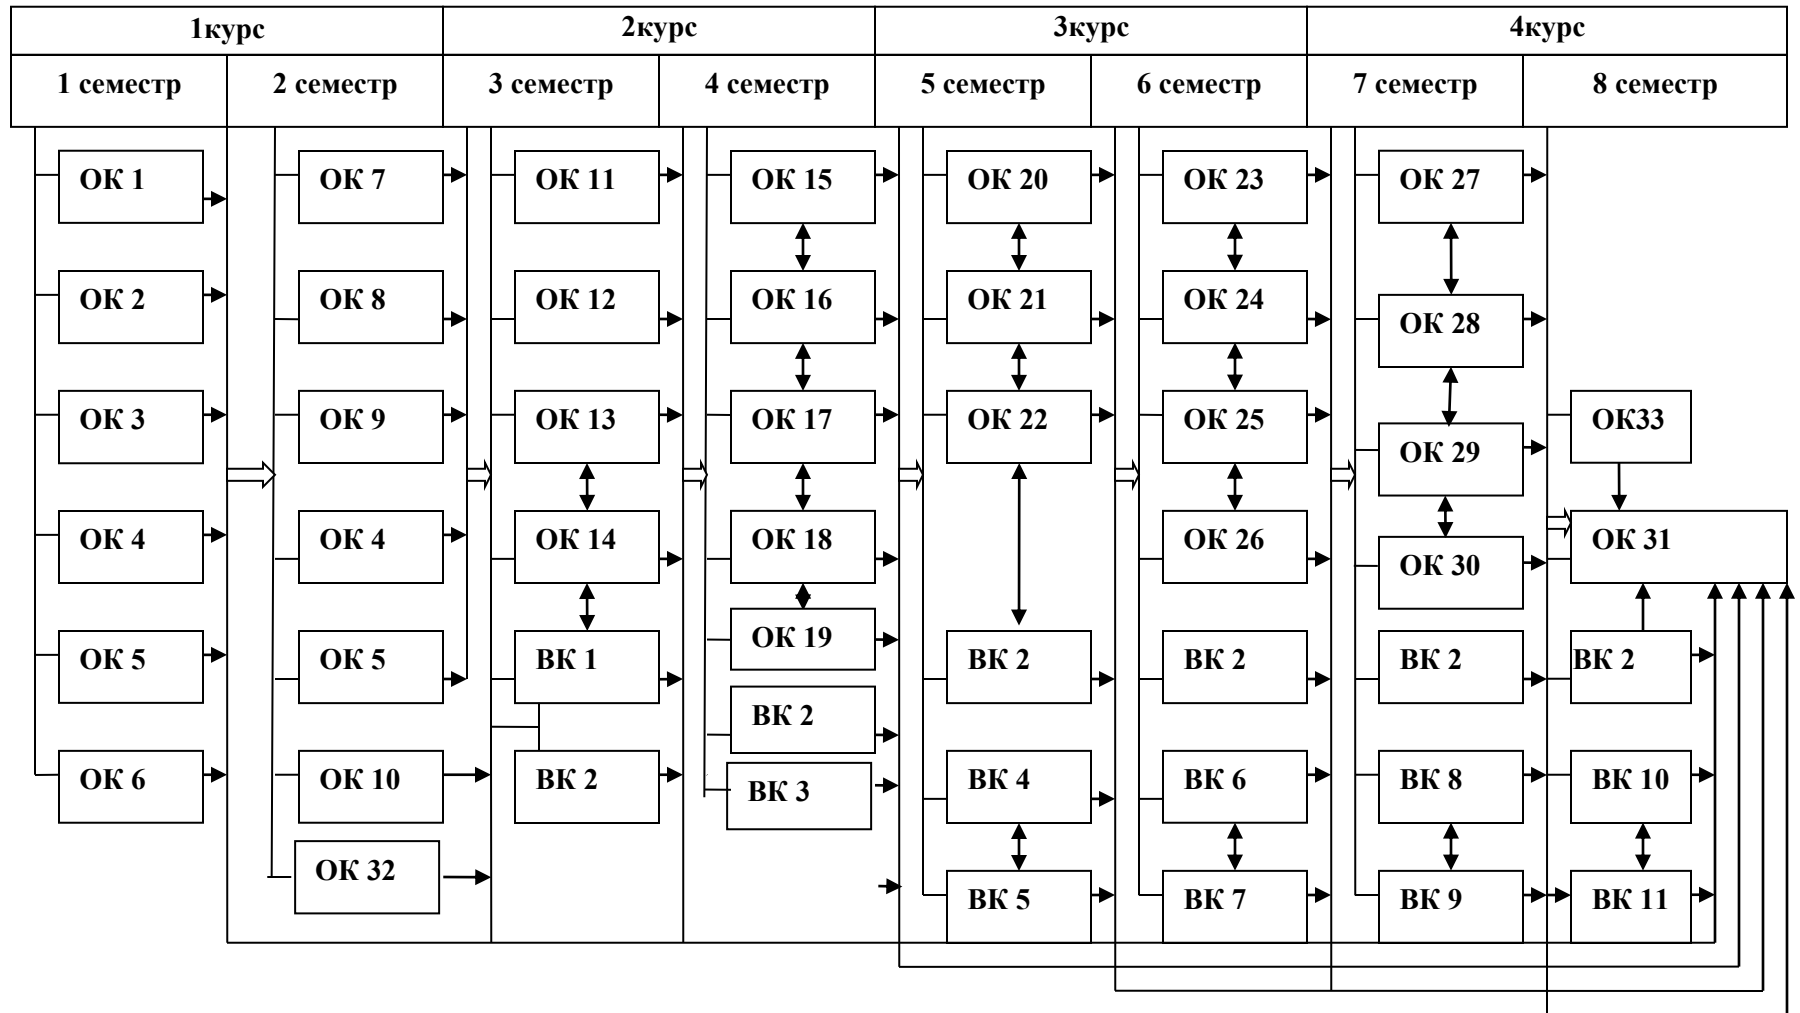 1курс 2курс 3курс 4курс
1 семестр 2 семестр 3 семестр 4 семестр 5 семестр 6 семестр 7 семестр 8 семестр
ОК 1 ОК 7 ОК 11 ОК 15 ОК 20 ОК 23 ОК 27
ОК 2 ОК 8 ОК 12 ОК 16 ОК 21 ОК 24 ОК 28
ОК 3 ОК 9 ОК 13 ОК 17 ОК 22 ОК 25 ОК 29 ОК33
ОК 4 ОК 4 ОК 14 ОК 18 ОК 26 ОК 30 ОК 31
ОК 5 ОК 5 ВК 1 ОК 19 ВК 2 ВК 2 ВК 2 ВК 2
ВК 2
ОК 6 ОК 10 ВК 2 ВК 3 ВК 4 ВК 6 ВК 8 ВК 10
ОК 32 ВК 5 ВК 7 ВК 9 ВК 11